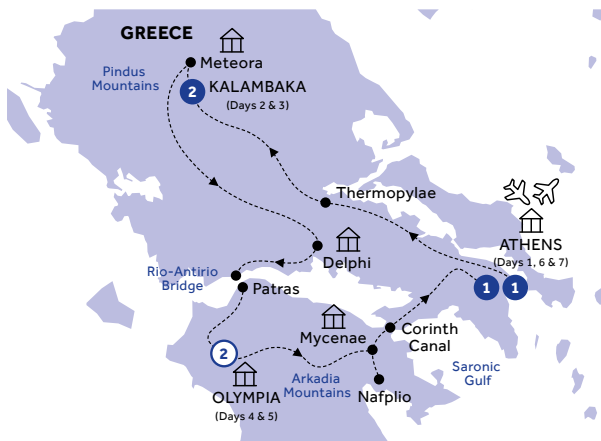 GREECE
Meteora
Pindus
Mountains
2
KALAMBAKA
(Days 2 & 3)
Thermopylae
ATHENS
(Days 1, 6 & 7)
Delphi
Rio-Antirio
Bridge
1
1
Patras
Mycenae
Corinth
Canal
2
Saronic
Gulf
Arkadia
Mountains
Nafplio
OLYMPIA
(Days 4 & 5)